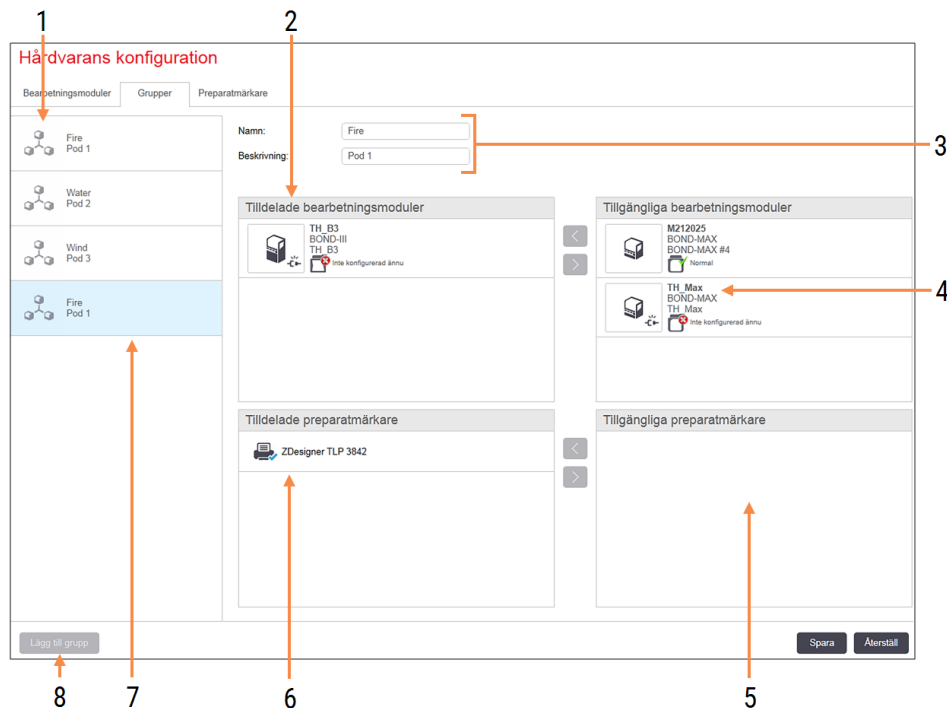 1
2
Hårdvarans konfiguration
Bearbetningsmoduler Grupper Preparatmärkare
Fire
Pod 1
Water
Pod 2
Wind
Pod 3
Fire
Pod 1
Namn: Fire
Beskrivning: Pod 1
3
Tilldelade bearbetningsmoduler
TH_B3
BOND-III
TH_B3
Inte konfigurerad ännu
<
>
Tillgängliga bearbetningsmoduler
M212025
BOND-MAX
BOND-MAX #4
Normal
TH_Max
BOND-MAX
TH_Max
Inte konfigurerad ännu
4
Tilldelade preparatmärkare
ZDesigner TLP 3842
<
>
Tillgängliga preparatmärkare
Lägg till grupp
Spara Återställ
8
7
6
5